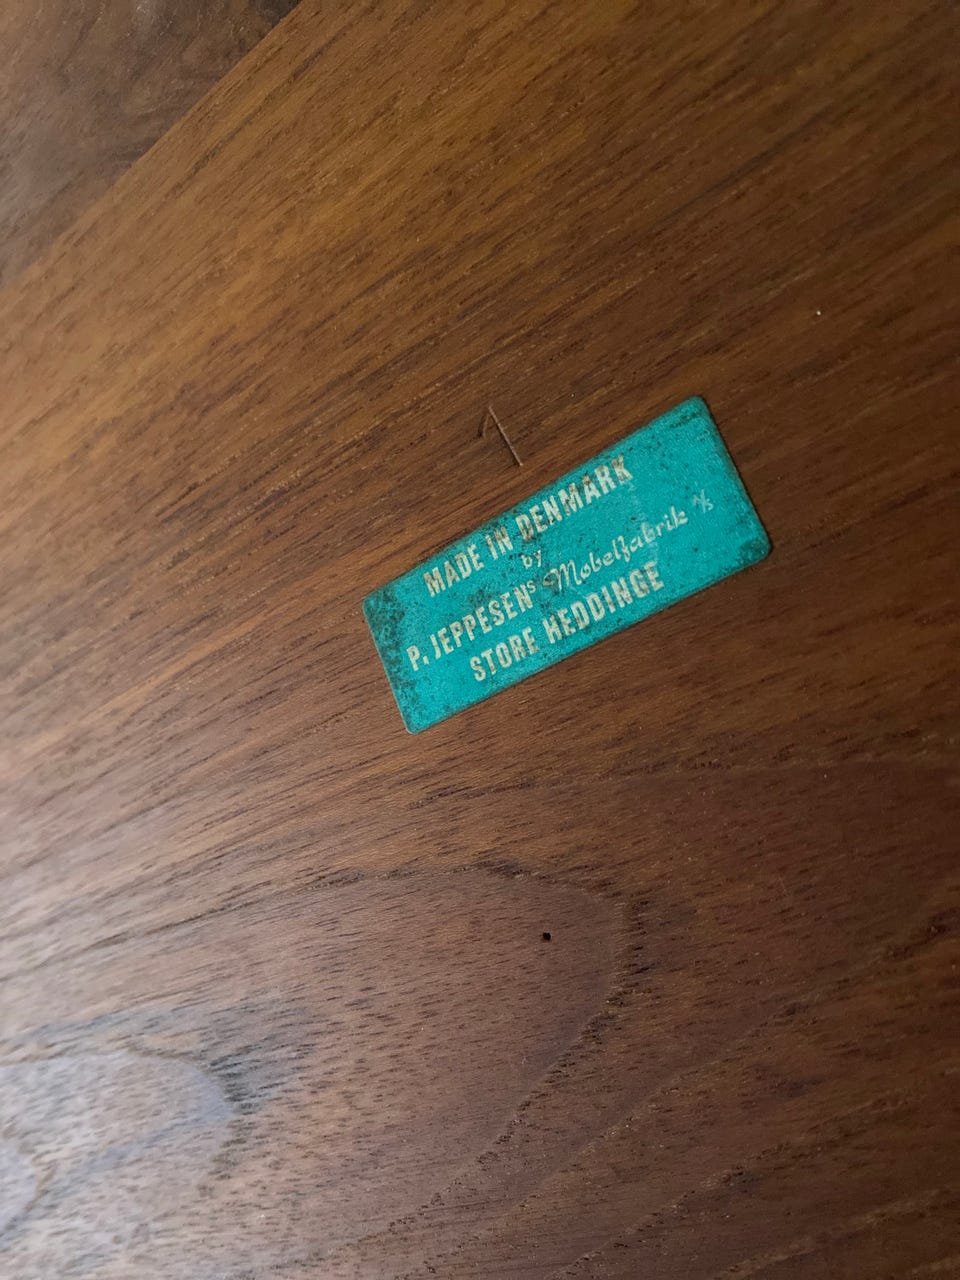 MADE IN DENMARK
by
P. JEPPESENS Møbelfabrik A/S
STORE HEDDINGE